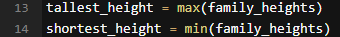 13 tallest_height = max(family_heights)
14 shortest_height = min(family_heights)